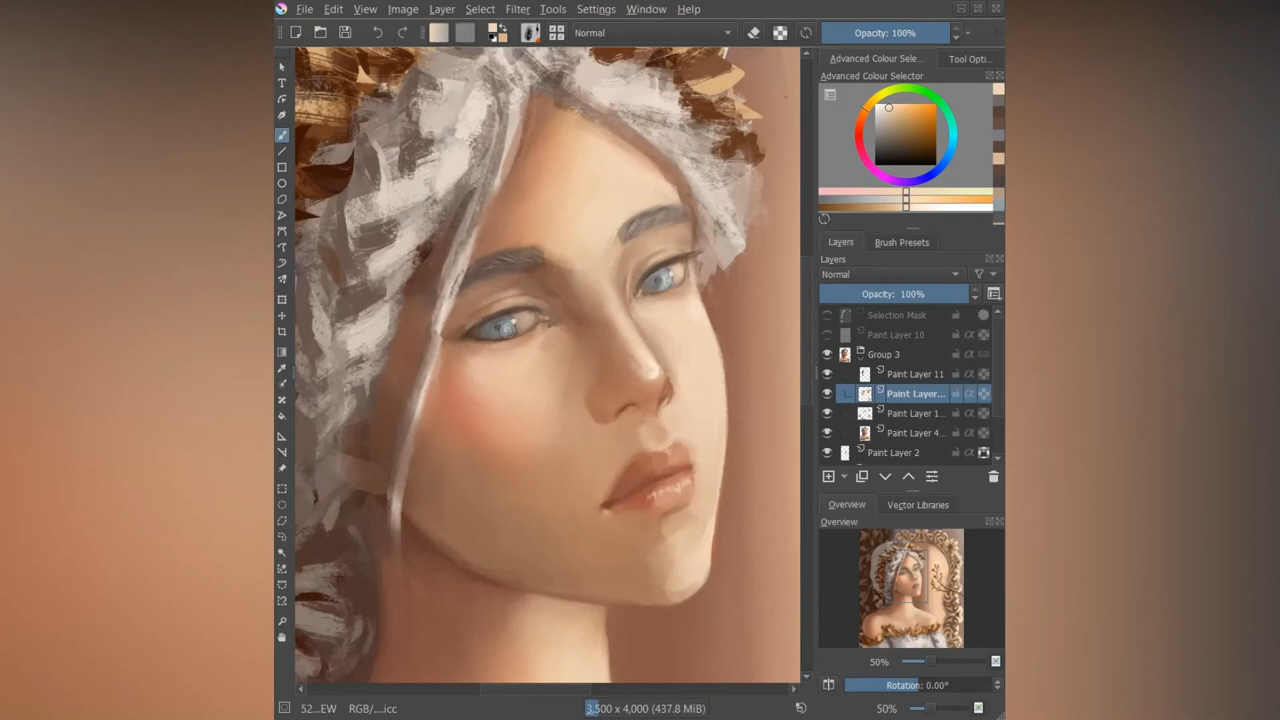 File Edit View Image Layer Select Filter Tools Settings Window Help
Normal
Opacity: 100%
Advanced Colour Sele...
Tool Opti...
Advanced Colour Selector
Layers
Brush Presets
Layers
Normal
Opacity: 100%
Selection Mask
Paint Layer 10
Group 3
Paint Layer 11
Paint Layer...
Paint Layer 1...
Paint Layer 4...
Paint Layer 2
Overview
Vector Libraries
Overview
50%
Rotation: 0.00°
52...EW
RGB/....icc
3,500 x 4,000 (437.8 MiB)
50%